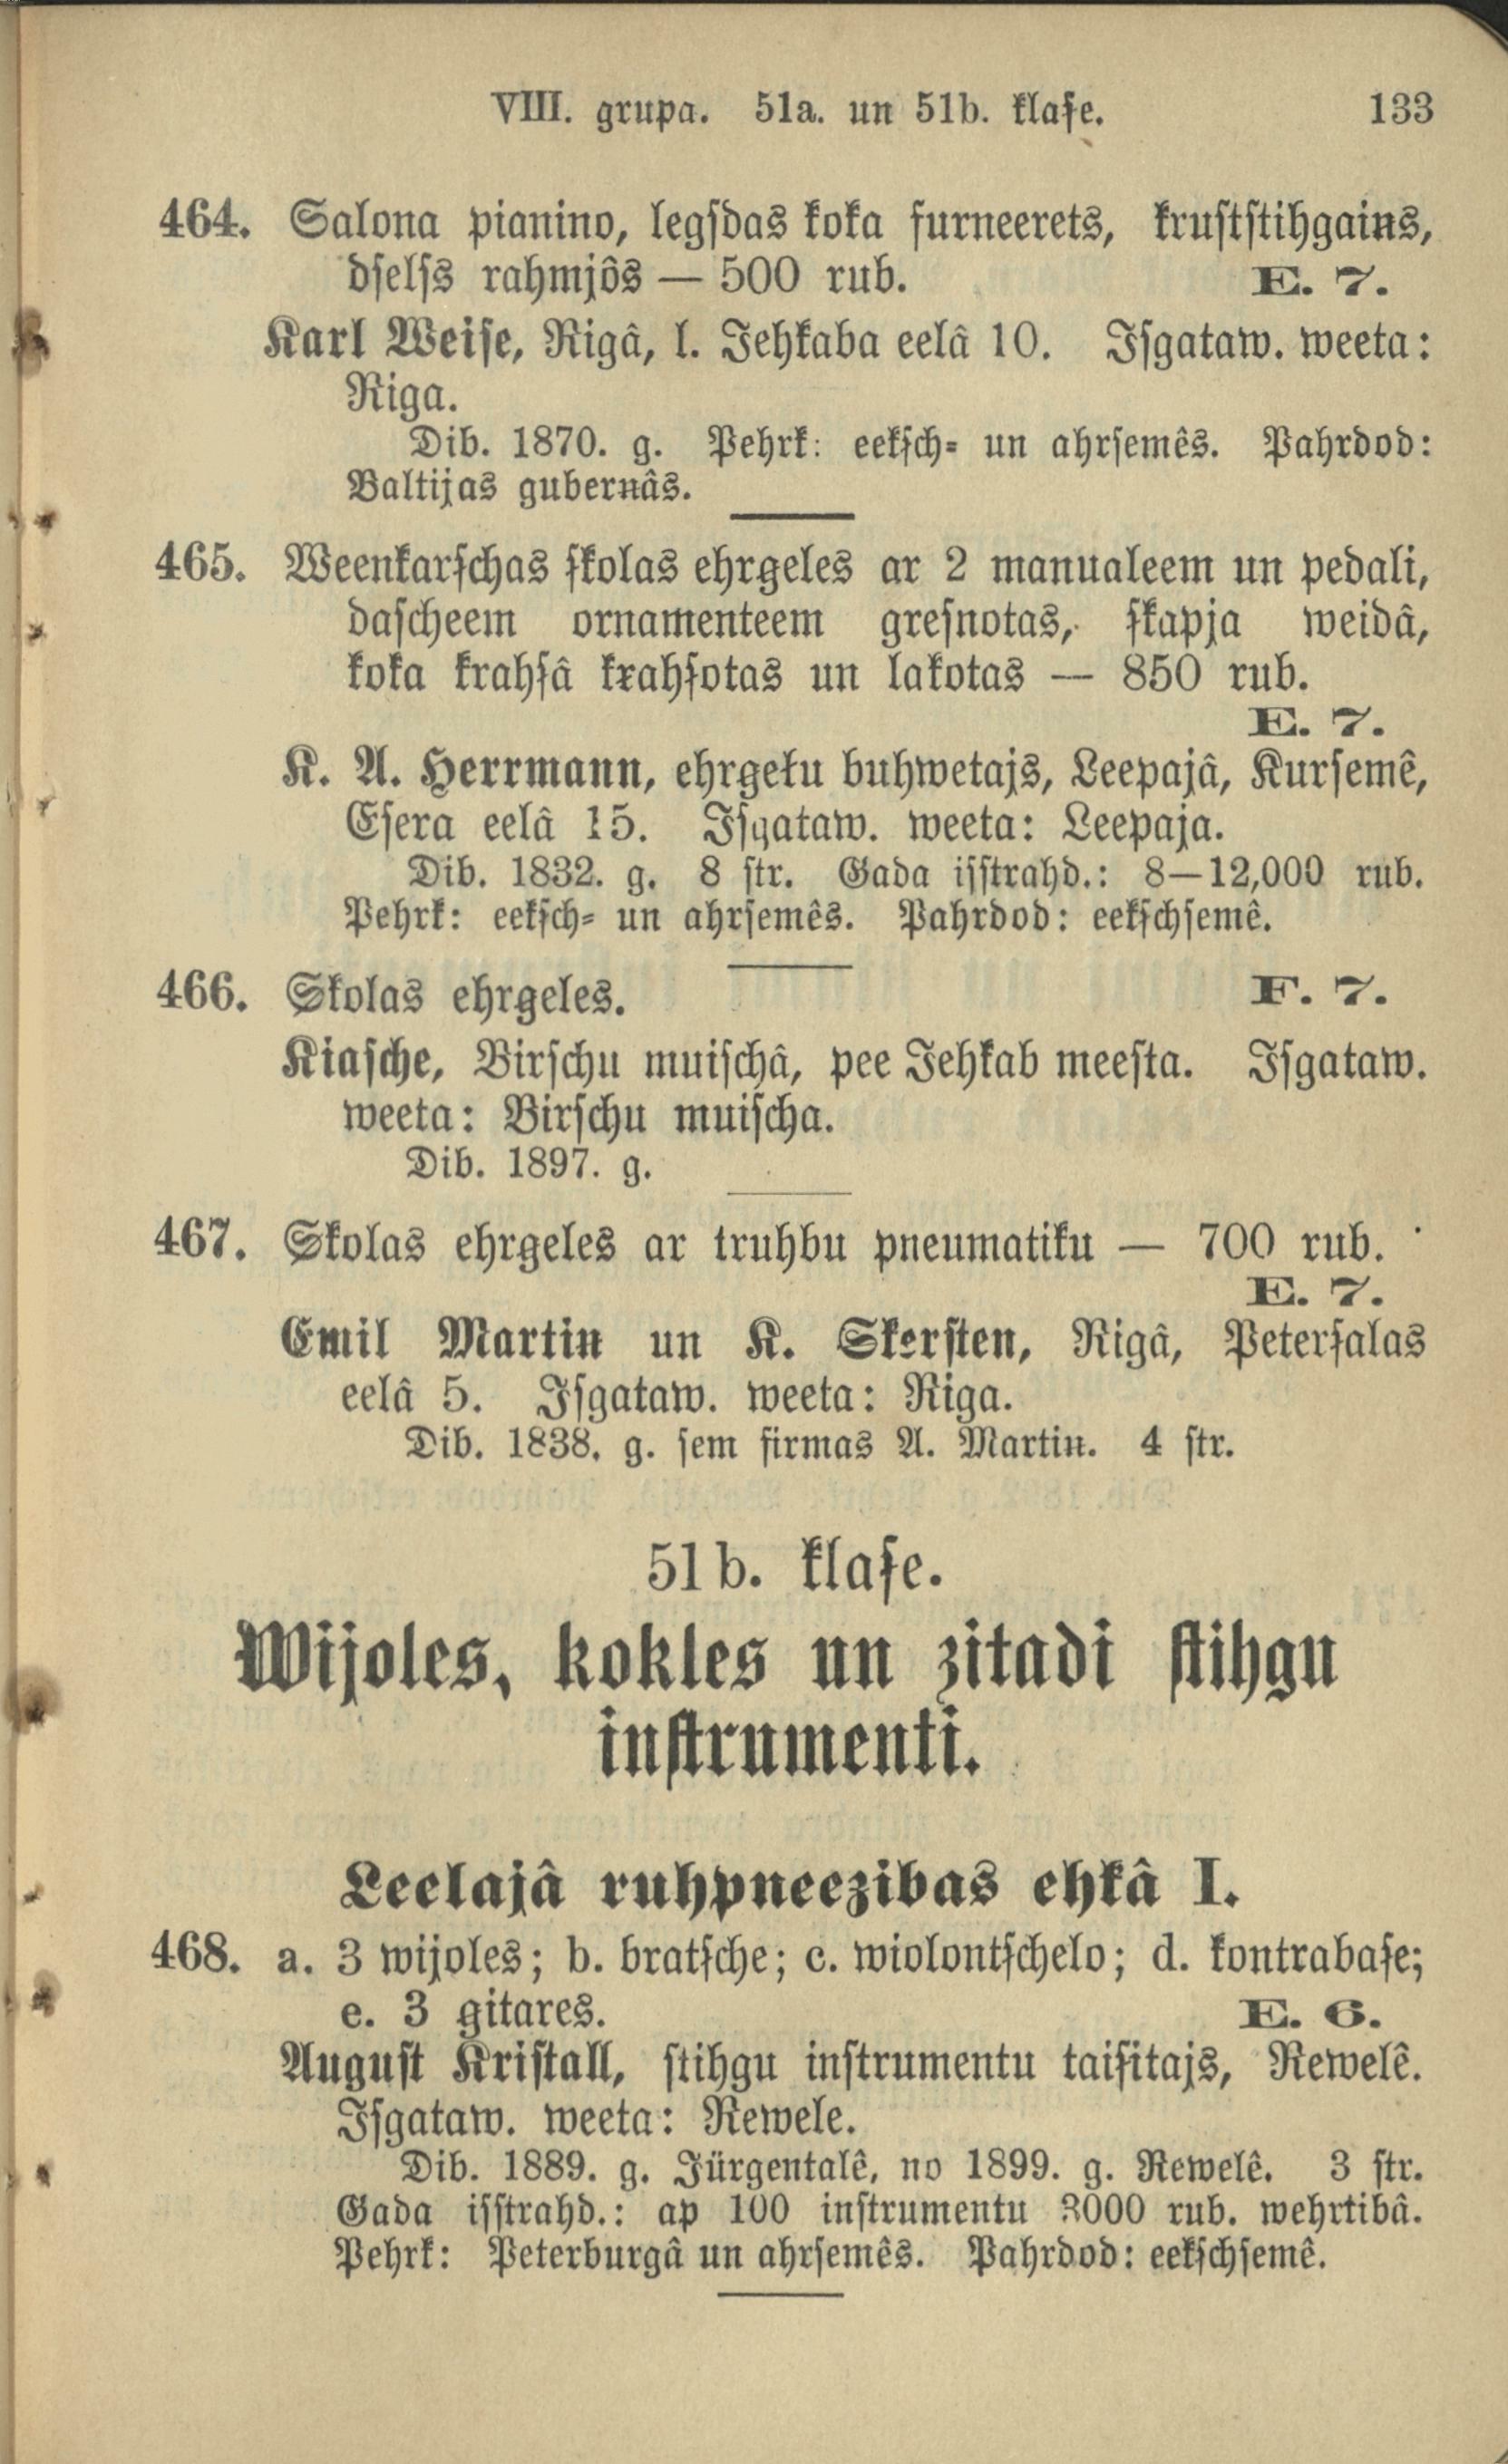 VIII. grupa. 51a. un 51b. klaſe. 133
464. Salona pianino, legſdas koka furneerets, kruſtſtihgains,
dſelſs rahmjôs — 500 rub. E. 7.
Karl Weiſe, Rigâ, l. Jehkaba eelâ 10. Iſgataw. weeta:
Riga.
Dib. 1870. g. Pehrk: eekſch- un ahrſemês. Pahrdod:
Baltijas gubernâs.
465. Weenkarſchas ſkolas ehrgeles ar 2 manualeem un pedali,
daſcheem ornamenteem greſnotas, ſkapja weidâ,
koka krahſâ krahſotas un lakotas — 850 rub.
E. 7.
K. A. Herrmann, ehrgełu buhwetajs, Leepajâ, Kurſemê,
Eſera eelâ 15. Iſgataw. weeta: Leepaja.
Dib. 1832. g. 8 ſtr. Gada iſſtrahd.: 8—12,000 rub.
Pehrk: eekſch- un ahrſemês. Pahrdod: eekſchſemê.
466. Skolas ehrgeles. F. 7.
Kiaſche, Birſchu muiſchâ, pee Jehkab meeſta. Iſgataw.
weeta: Birſchu muiſcha.
Dib. 1897. g.
467. Skolas ehrgeles ar truhbu pneumatiku — 700 rub.
E. 7.
Emil Martin un K. Skerſten, Rigâ, Peterſalas
eelâ 5. Iſgataw. weeta: Riga.
Dib. 1838. g. ſem firmas A. Martin. 4 ſtr.
51b. klaſe.
Wijoles, kokles un zitadi ſtihgu
inſtrumenti.
Leelajâ ruhpneezibas ehkâ I.
468. a. 3 wijoles; b. bratſche; c. wiolontſchelo; d. kontrabaſe;
e. 3 gitares. E. 6.
Auguſt Kriſtall, ſtihgu inſtrumentu taiſitajs, Rewelê.
Iſgataw. weeta: Rewele.
Dib. 1889. g. Jürgentalê, no 1899. g. Rewelê. 3 ſtr.
Gada iſſtrahd.: ap 100 inſtrumentu 3000 rub. wehrtibâ.
Pehrk: Peterburgâ un ahrſemês. Pahrdod: eekſchſemê.